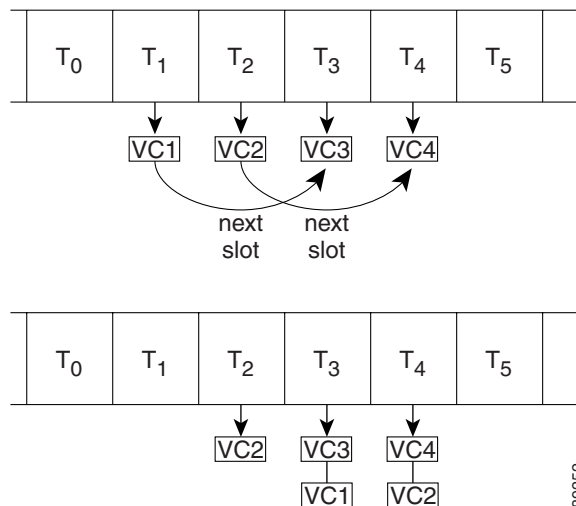 T0 T1 T2 T3 T4 T5
VC1 VC2 VC3 VC4
next slot
next slot
T0 T1 T2 T3 T4 T5
VC2 VC3 VC4
VC1 VC2